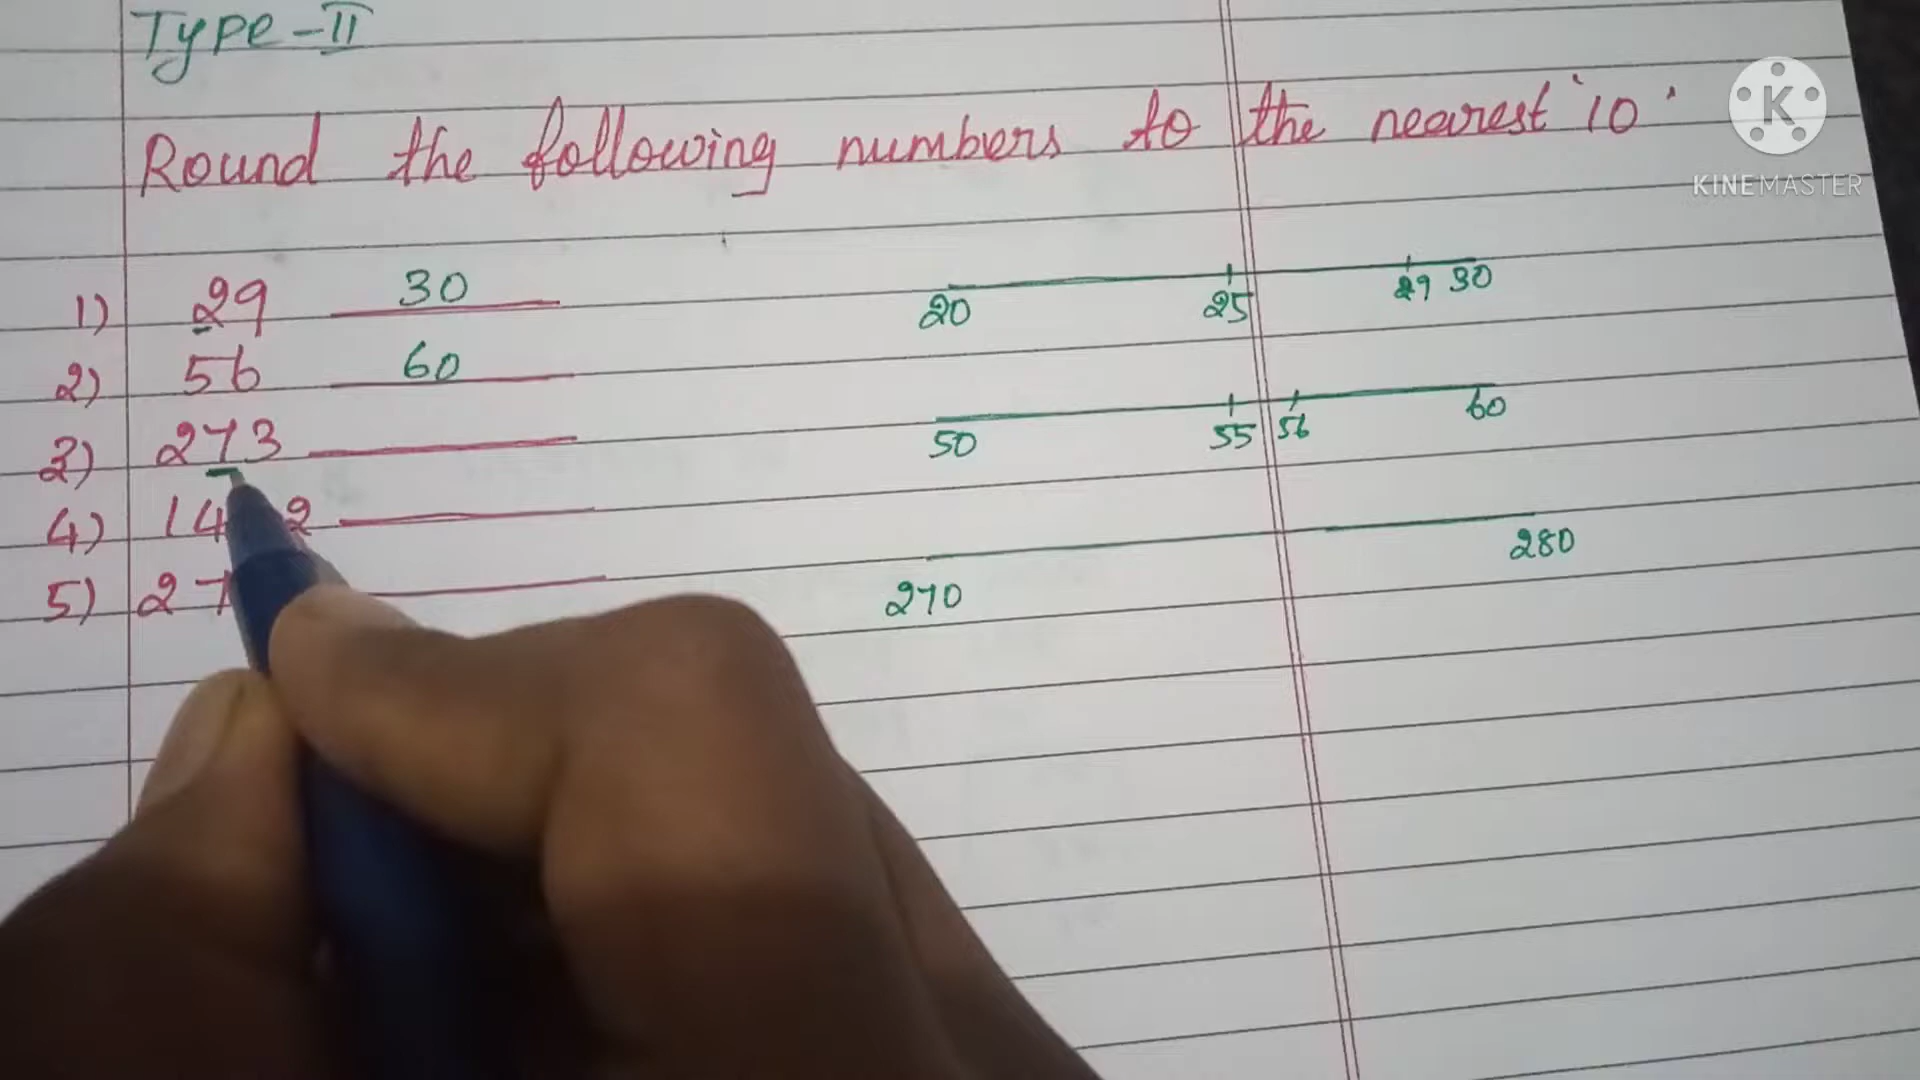 Type-II
Round the following numbers to the nearest '10'
K
KINEMASTER
1) 29 30
20 25 29 30
2) 56 60
50 55 56 60
3) 273
4) 14 2
270 280
5) 27